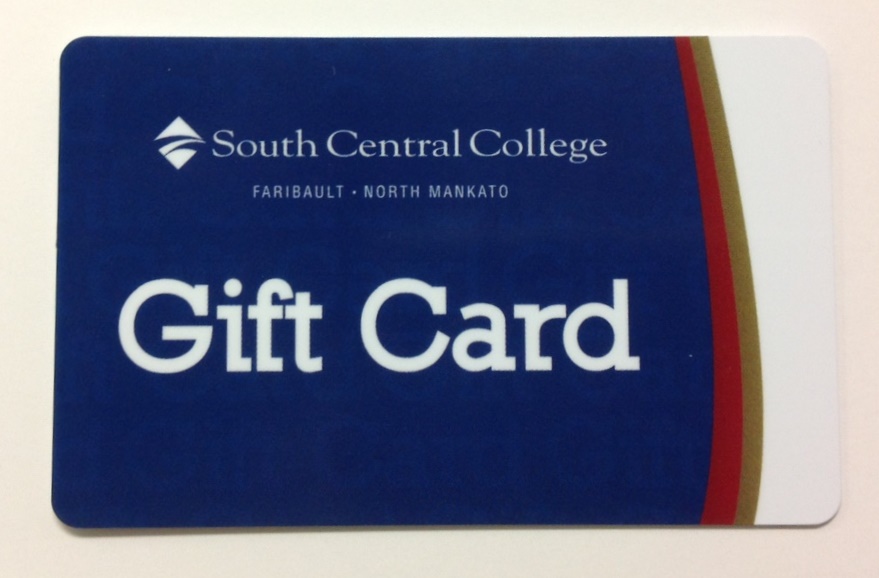 South Central College
FARIBAULT • NORTH MANKATO
Gift Card